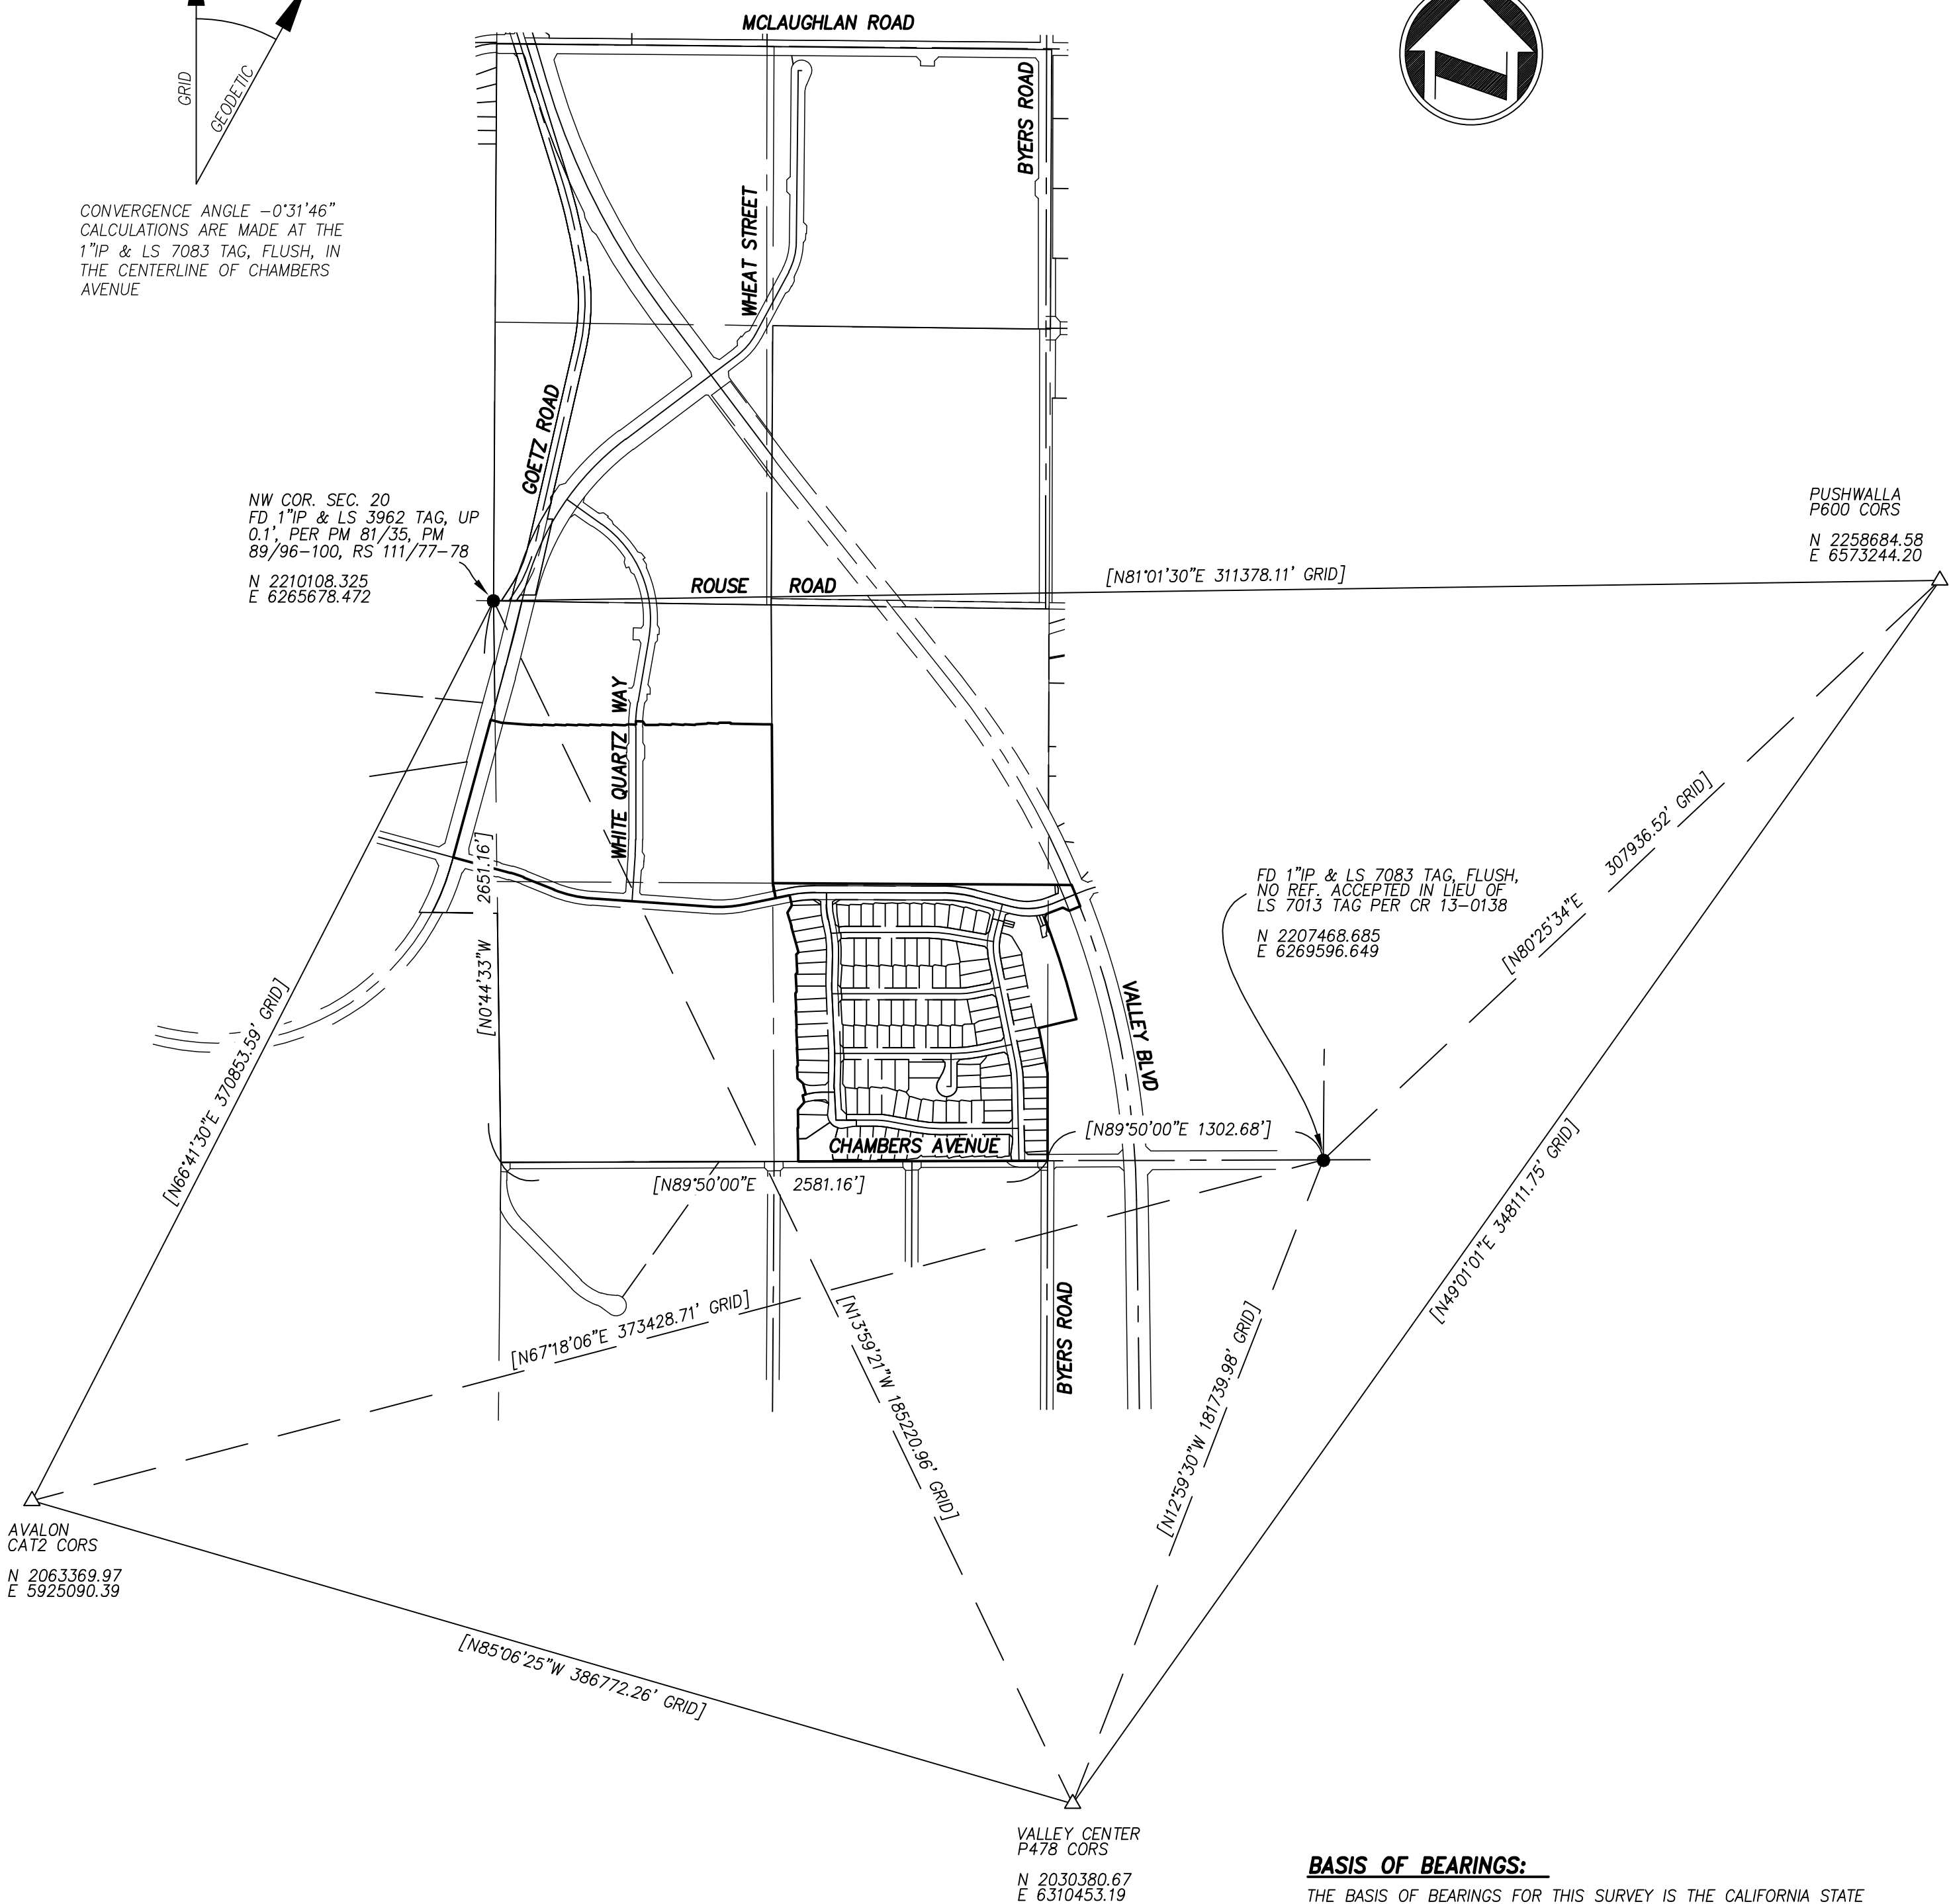 MCLAUGHLAN ROAD
GRID
GEODETIC
CONVERGENCE ANGLE -0°31'46"
CALCULATIONS ARE MADE AT THE
1"IP & LS 7083 TAG, FLUSH, IN
THE CENTERLINE OF CHAMBERS
AVENUE
BYERS ROAD
WHEAT STREET
GOETZ ROAD
NW COR. SEC. 20
FD 1"IP & LS 3962 TAG, UP
0.1', PER PM 81/35, PM
89/96-100, RS 111/77-78
N 2210108.325
E 6265678.472
PUSHWALLA
P600 CORS
N 2258684.58
E 6573244.20
ROUSE ROAD
[N81°01'30"E 311378.11' GRID]
WHITE QUARTZ WAY
[N0°44'33"W 2651.16']
[N66°41'30"E 370853.59' GRID]
FD 1"IP & LS 7083 TAG, FLUSH,
NO REF. ACCEPTED IN LIEU OF
LS 7013 TAG PER CR 13-0138
N 2207468.685
E 6269596.649
[N80°25'34"E 307936.52' GRID]
VALLEY BLVD
CHAMBERS AVENUE
[N89°50'00"E 1302.68']
[N89°50'00"E 2581.16']
[N49°01'01"E 348111.75' GRID]
[N67°18'06"E 373428.71' GRID]
[N13°59'21"W 185220.96' GRID]
BYERS ROAD
[N12°59'30"W 181739.98' GRID]
AVALON
CAT2 CORS
N 2063369.97
E 5925090.39
[N85°06'25"W 386772.26' GRID]
VALLEY CENTER
P478 CORS
N 2030380.67
E 6310453.19
BASIS OF BEARINGS:
THE BASIS OF BEARINGS FOR THIS SURVEY IS THE CALIFORNIA STATE